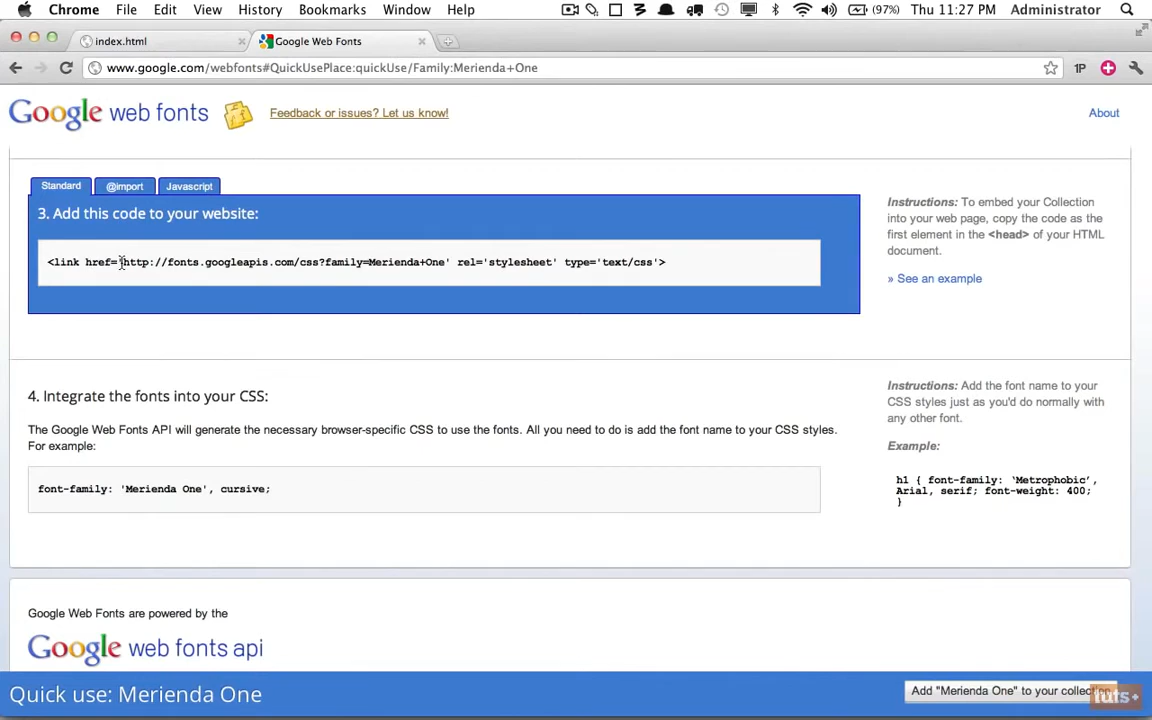 Chrome File Edit View History Bookmarks Window Help (97%) Thu 11:27 PM Administrator
index.html Google Web Fonts
www.google.com/webfonts#QuickUsePlace:quickUse/Family:Merienda+One 1P
Google web fonts Feedback or issues? Let us know! About
Standard @import Javascript
3. Add this code to your website:
<link href='http://fonts.googleapis.com/css?family=Merienda+One' rel='stylesheet' type='text/css'>
Instructions: To embed your Collection
into your web page, copy the code as the
first element in the <head> of your HTML
document.
» See an example
4. Integrate the fonts into your CSS:
The Google Web Fonts API will generate the necessary browser-specific CSS to use the fonts. All you need to do is add the font name to your CSS styles.
For example:
font-family: 'Merienda One', cursive;
Instructions: Add the font name to your
CSS styles just as you'd do normally with
any other font.
Example:
h1 { font-family: ‘Metrophobic’,
Arial, serif; font-weight: 400;
}
Google Web Fonts are powered by the
Google web fonts api
Quick use: Merienda One
Add "Merienda One" to your collection
tuts+